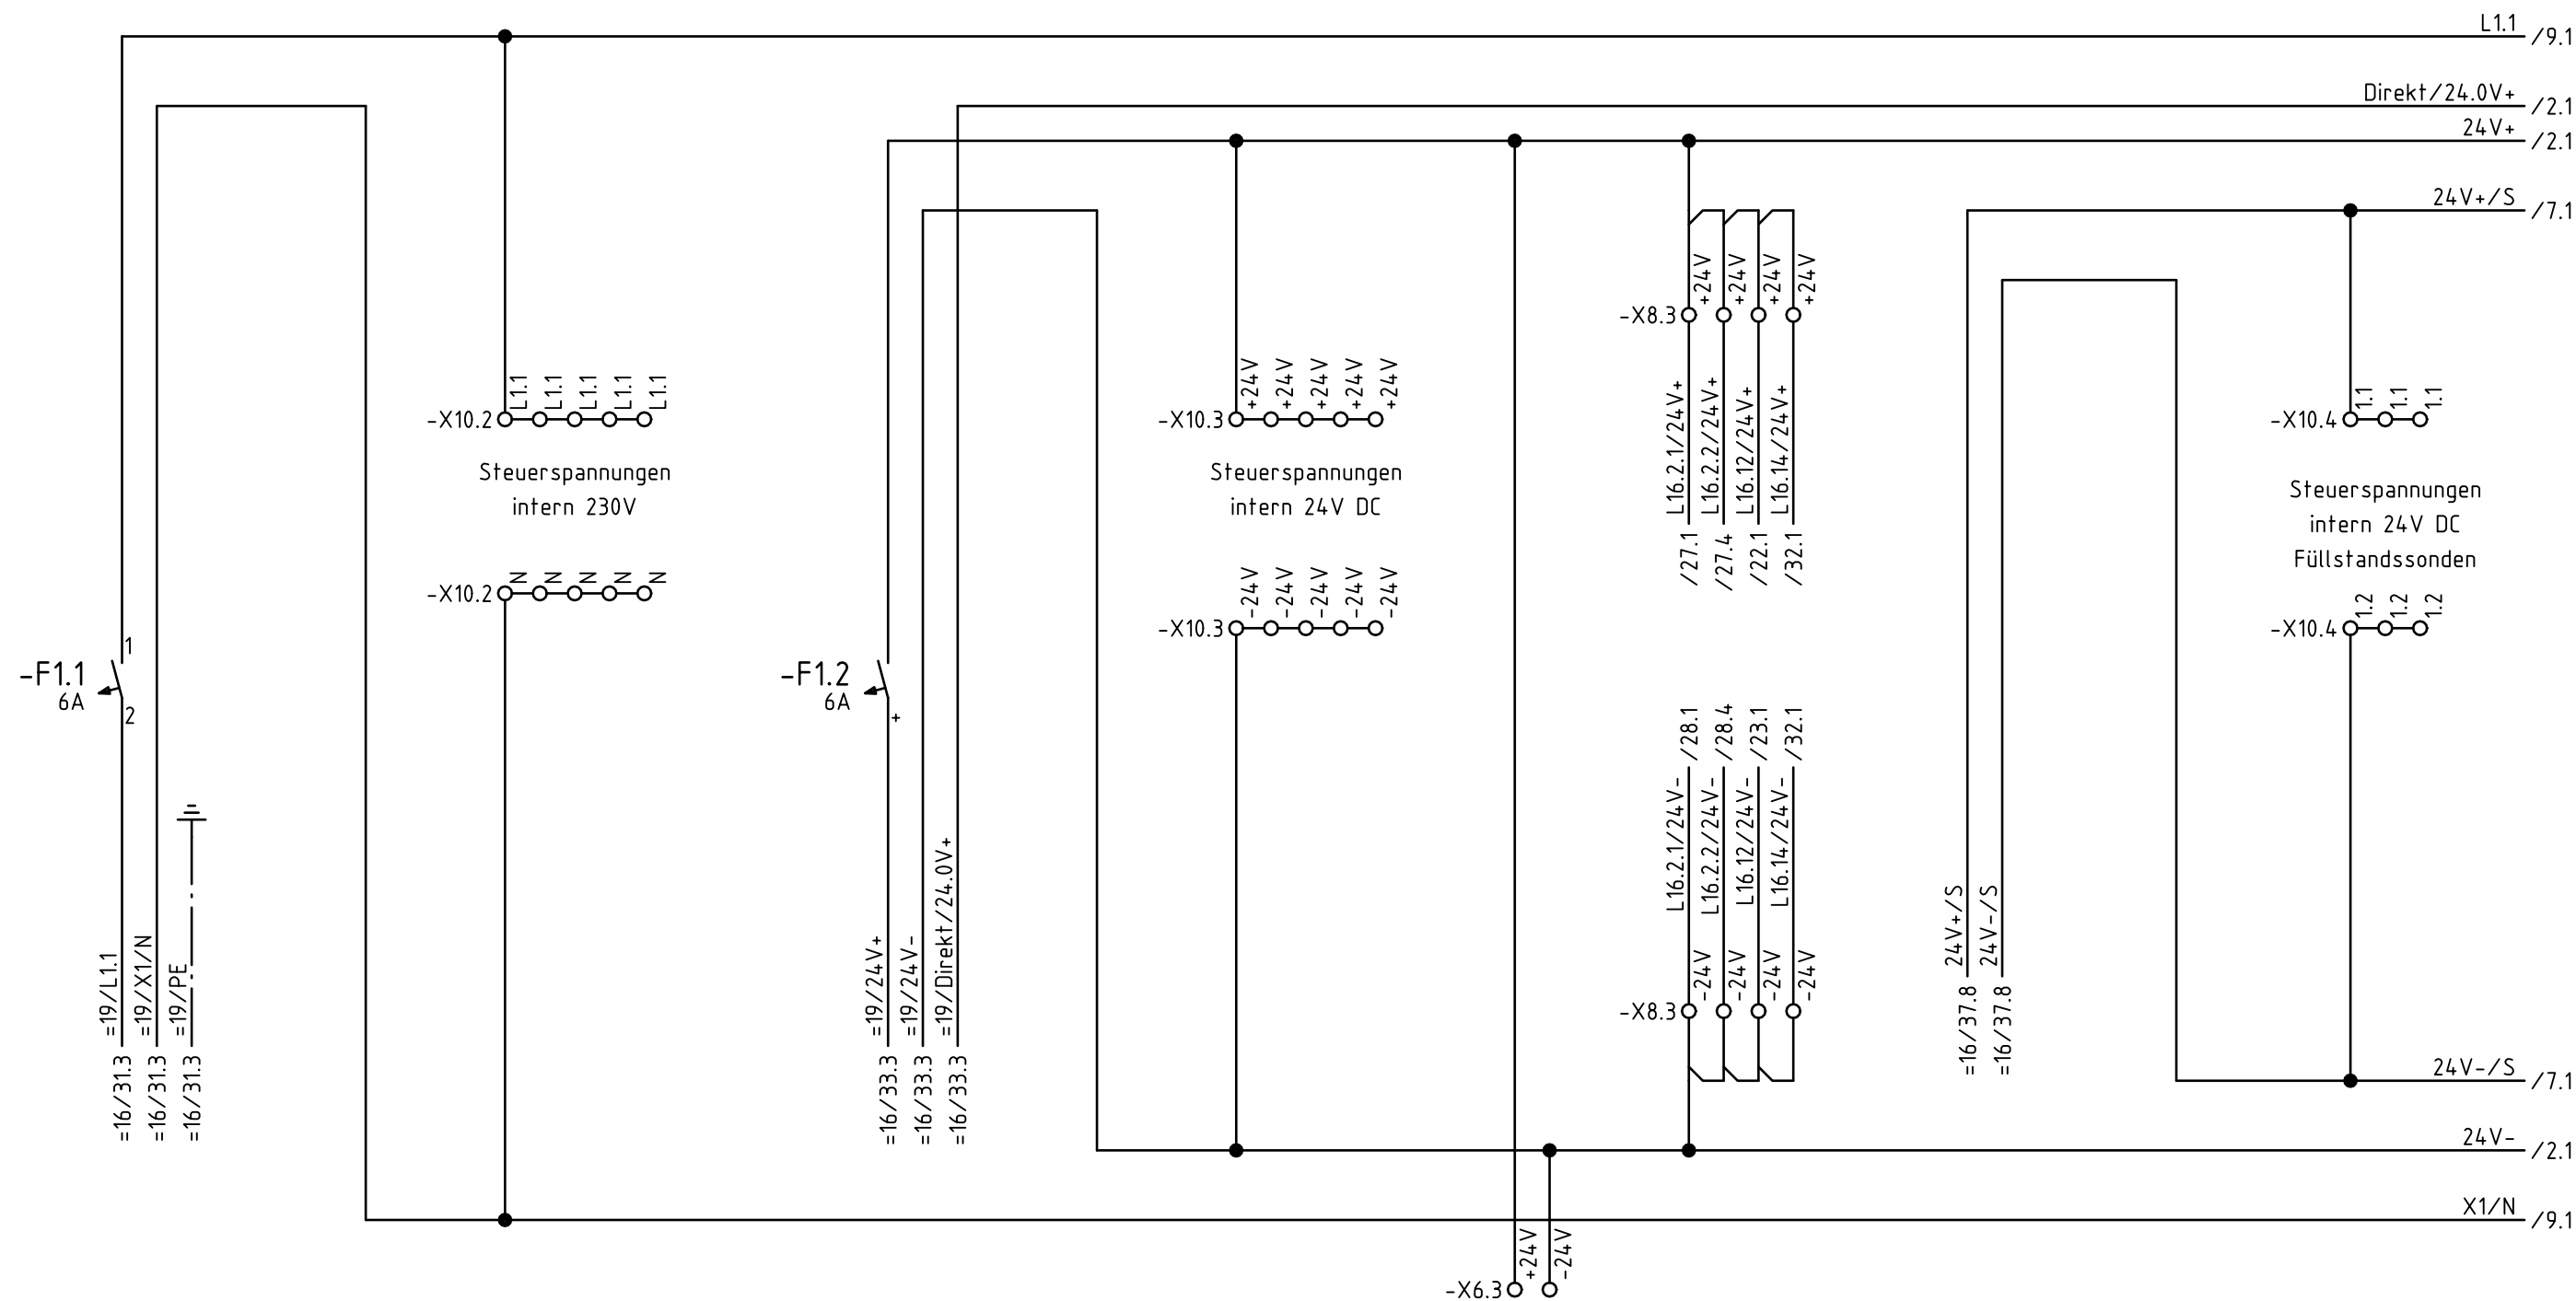 L1.1
/9.1
Direkt/24.0V+
/2.1
24V+
/2.1
24V+/S
/7.1
+24V
+24V
+24V
+24V
-X8.3
L1.1
L1.1
L1.1
L1.1
L1.1
-X10.2
Steuerspannungen
intern 230V
N
N
N
N
N
-X10.2
+24V
+24V
+24V
+24V
+24V
-X10.3
Steuerspannungen
intern 24V DC
-24V
-24V
-24V
-24V
-24V
-X10.3
L16.2.1/24V+
L16.2.2/24V+
L16.12/24V+
L16.14/24V+
/27.1
/27.4
/22.1
/32.1
1.1
1.1
1.1
-X10.4
Steuerspannungen
intern 24V DC
Füllstandssonden
1.2
1.2
1.2
-X10.4
1
-F1.1
6A
2
-F1.2
6A
+
/28.1
/28.4
/23.1
/32.1
L16.2.1/24V-
L16.2.2/24V-
L16.12/24V-
L16.14/24V-
-24V
-24V
-24V
-24V
-X8.3
=19/L1.1
=19/X1/N
=19/PE
=16/31.3
=16/31.3
=16/31.3
=19/24V+
=19/24V-
=19/Direkt/24.0V+
=16/33.3
=16/33.3
=16/33.3
24V+/S
24V-/S
=16/37.8
=16/37.8
24V-/S
/7.1
24V-
/2.1
X1/N
/9.1
+24V
-24V
-X6.3